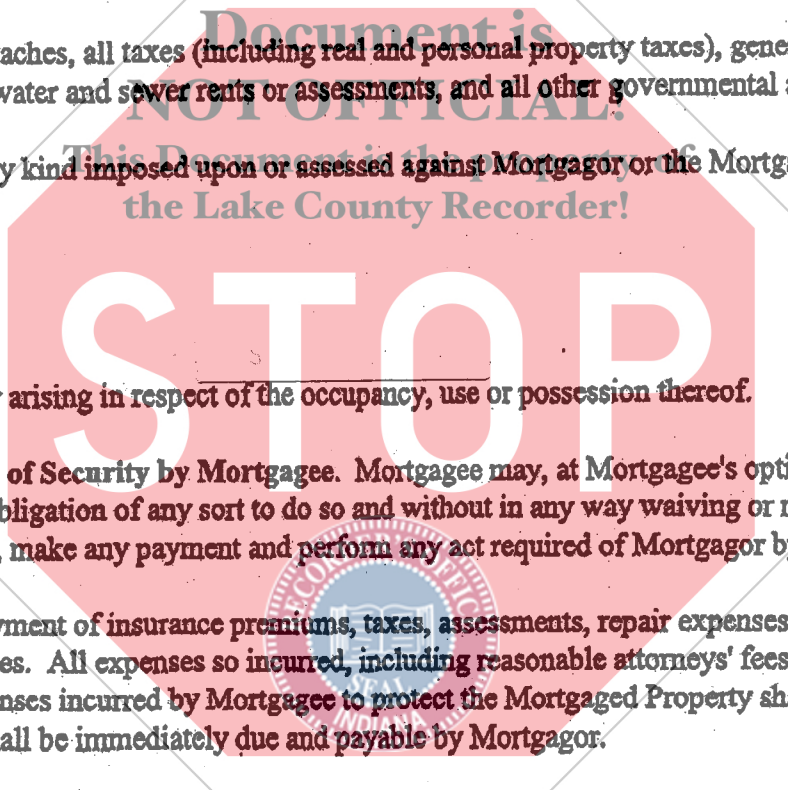 Document is
aches, all taxes (including real and personal property taxes), gene
water and sewer rents or assessments, and all other governmental a
NOT OFFICIAL!
This Document is the property of
y kind imposed upon or assessed against Mortgagor or the Mortga
the Lake County Recorder!
STOP
arising in respect of the occupancy, use or possession thereof.
of Security by Mortgagee. Mortgagee may, at Mortgagee's opti
bligation of any sort to do so and without in any way waiving or r
, make any payment and perform any act required of Mortgagor by
yment of insurance premiums, taxes, assessments, repair expenses
es. All expenses so incurred, including reasonable attorneys' fees
nses incurred by Mortgagee to protect the Mortgaged Property sh
all be immediately due and payable by Mortgagor.
SEAL
INDIANA